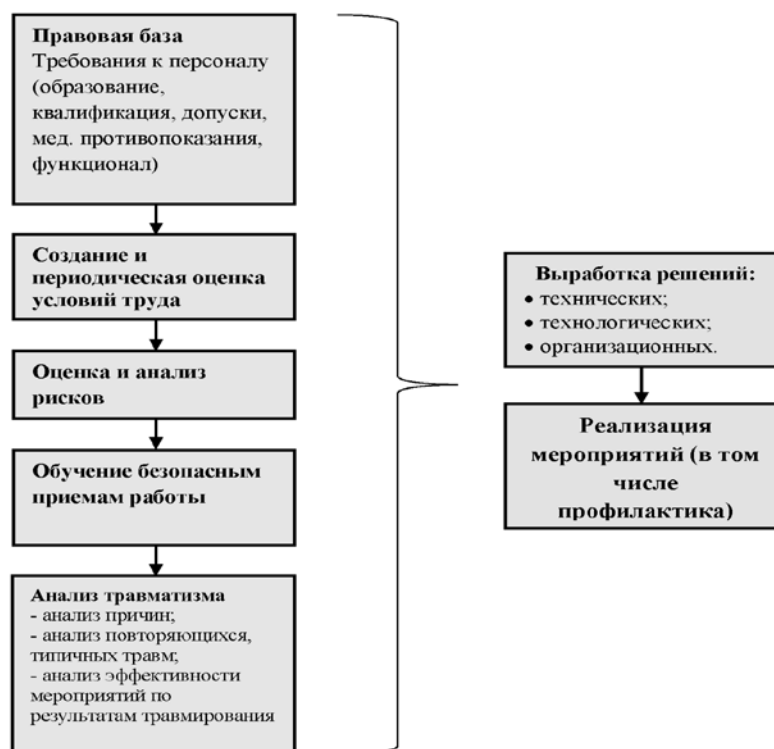 Правовая база
Требования к персоналу
(образование,
квалификация, допуски,
мед. противопоказания,
функционал)
Создание и
периодическая оценка
условий труда
Оценка и анализ
рисков
Обучение безопасным
приемам работы
Анализ травматизма
- анализ причин;
- анализ повторяющихся,
типичных травм;
- анализ эффективности
мероприятий по
результатам травмирования
Выработка решений:
• технических;
• технологических;
• организационных.
Реализация
мероприятий (в том
числе
профилактика)